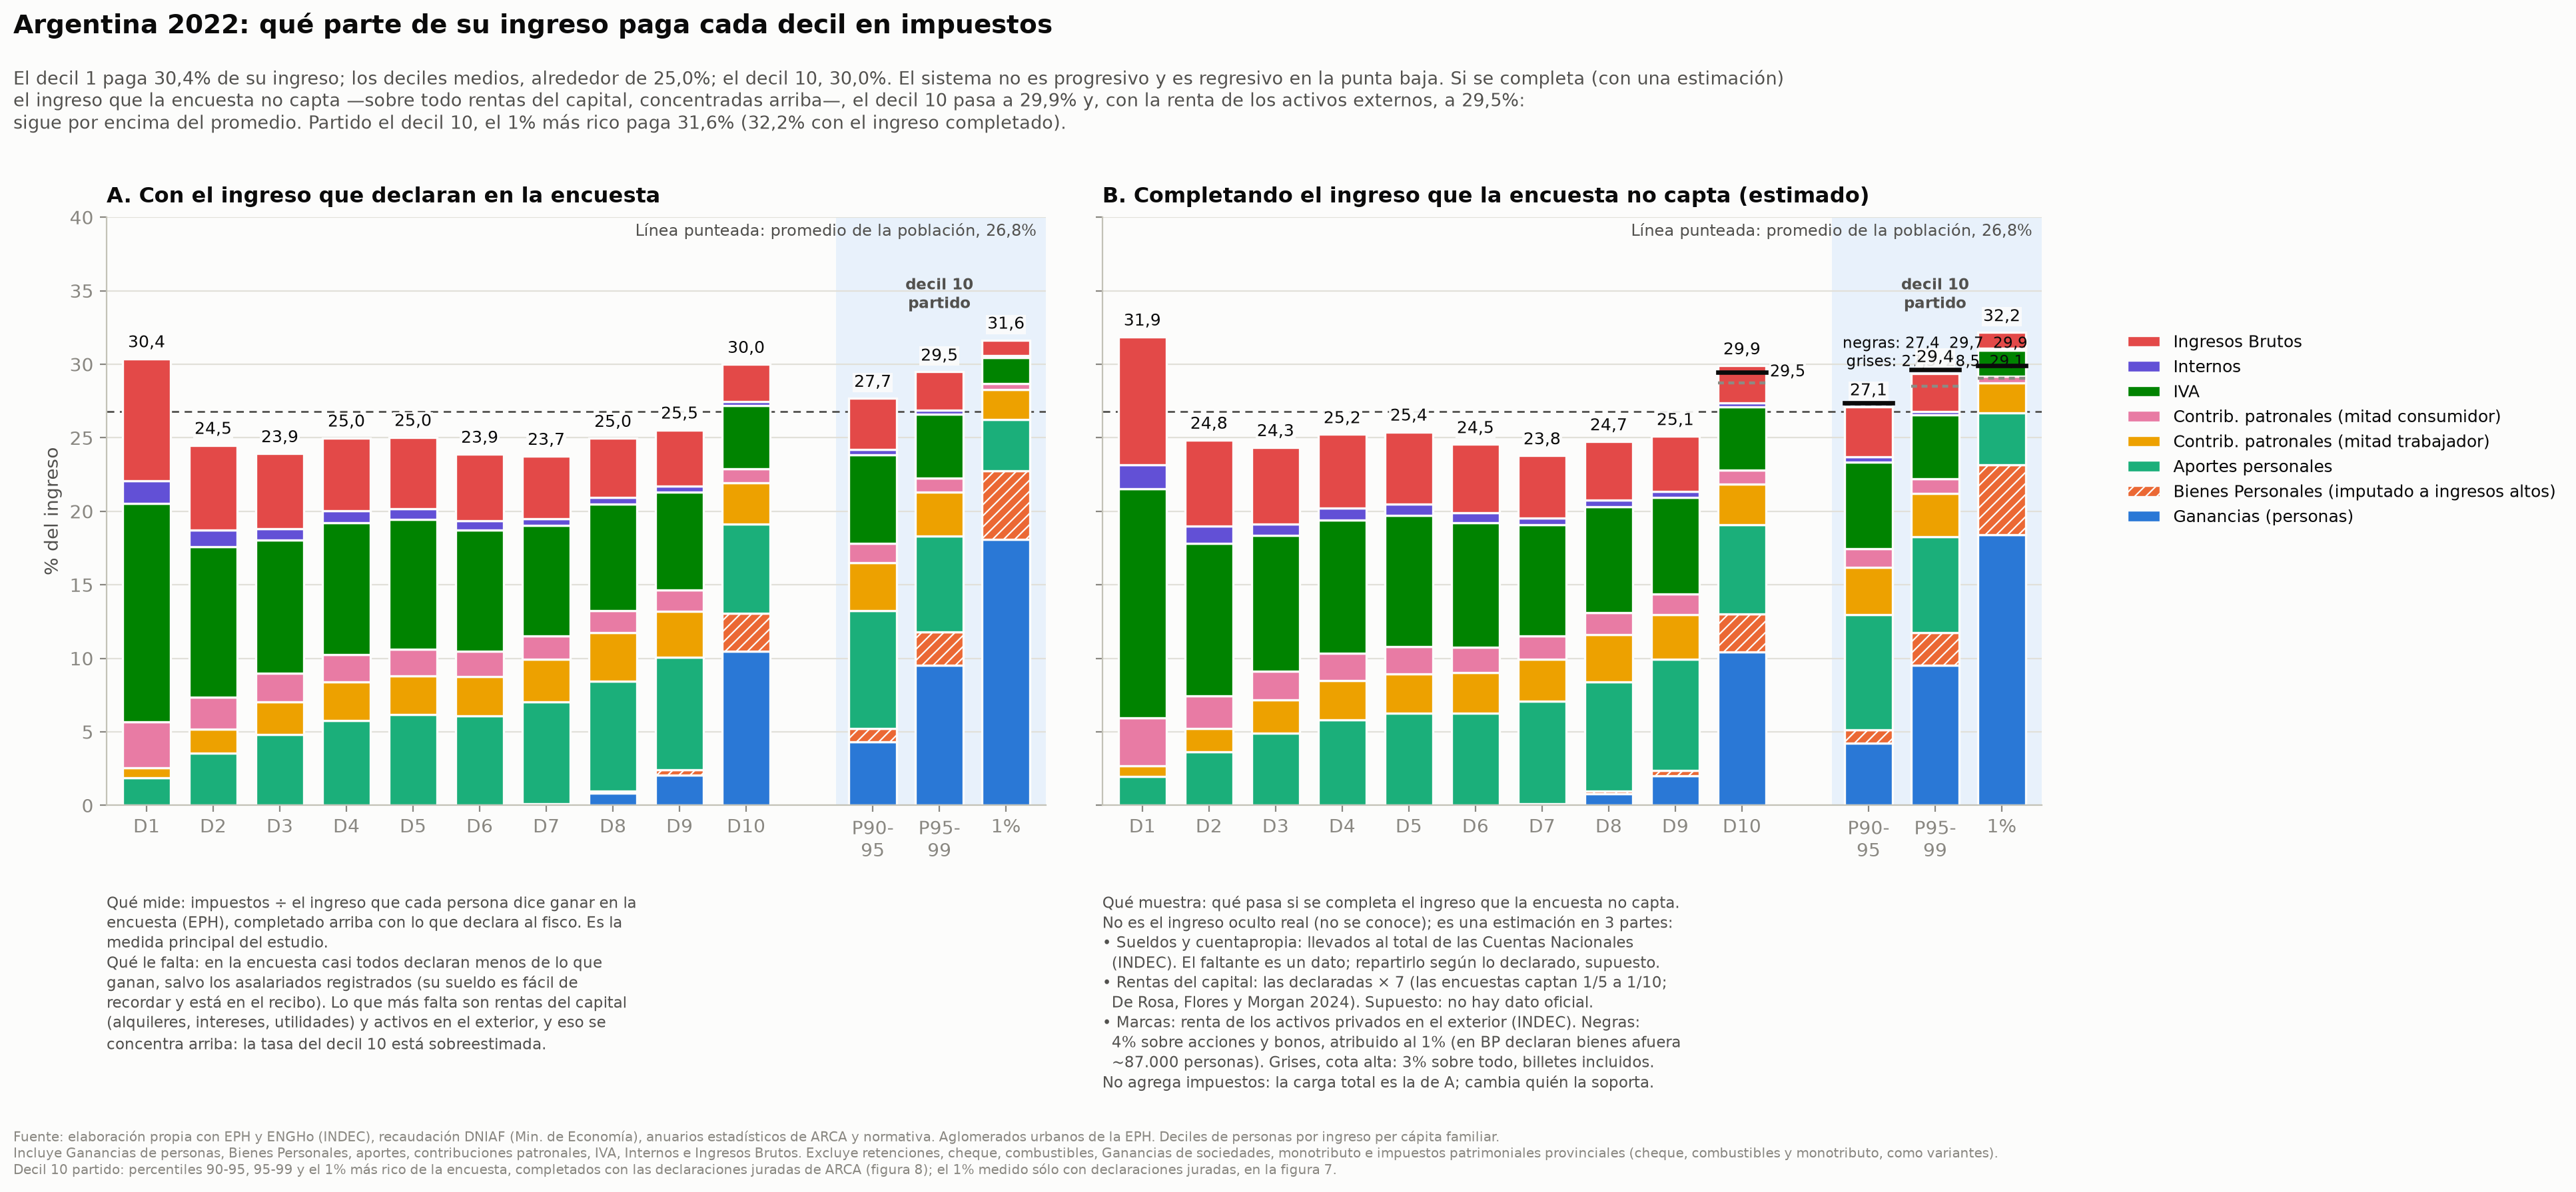 Argentina 2022: qué parte de su ingreso paga cada decil en impuestos
El decil 1 paga 30,4% de su ingreso; los deciles medios, alrededor de 25,0%; el decil 10, 30,0%. El sistema no es progresivo y es regresivo en la punta baja. Si se completa (con una estimación)
el ingreso que la encuesta no capta —sobre todo rentas del capital, concentradas arriba—, el decil 10 pasa a 29,9% y, con la renta de los activos externos, a 29,5%:
sigue por encima del promedio. Partido el decil 10, el 1% más rico paga 31,6% (32,2% con el ingreso completado).
A. Con el ingreso que declaran en la encuesta
Línea punteada: promedio de la población, 26,8%
decil 10
partido
% del ingreso
40
35
30
25
20
15
10
5
0
30,4
24,5
23,9
25,0
25,0
23,9
23,7
25,0
25,5
30,0
27,7
29,5
31,6
D1
D2
D3
D4
D5
D6
D7
D8
D9
D10
P90-
95
P95-
99
1%
Qué mide: impuestos ÷ el ingreso que cada persona dice ganar en la
encuesta (EPH), completado arriba con lo que declara al fisco. Es la
medida principal del estudio.
Qué le falta: en la encuesta casi todos declaran menos de lo que
ganan, salvo los asalariados registrados (su sueldo es fácil de
recordar y está en el recibo). Lo que más falta son rentas del capital
(alquileres, intereses, utilidades) y activos en el exterior, y eso se
concentra arriba: la tasa del decil 10 está sobreestimada.
B. Completando el ingreso que la encuesta no capta (estimado)
Línea punteada: promedio de la población, 26,8%
decil 10
partido
31,9
24,8
24,3
25,2
25,4
24,5
23,8
24,7
25,1
29,9
29,5
27,1
29,4
32,2
negras: 27,4 29,7 29,9
grises: 29,1
D1
D2
D3
D4
D5
D6
D7
D8
D9
D10
P90-
95
P95-
99
1%
Qué muestra: qué pasa si se completa el ingreso que la encuesta no capta.
No es el ingreso oculto real (no se conoce); es una estimación en 3 partes:
• Sueldos y cuentapropia: llevados al total de las Cuentas Nacionales
(INDEC). El faltante es un dato; repartirlo según lo declarado, supuesto.
• Rentas del capital: las declaradas × 7 (las encuestas captan 1/5 a 1/10;
De Rosa, Flores y Morgan 2024). Supuesto: no hay dato oficial.
• Marcas: renta de los activos privados en el exterior (INDEC). Negras:
4% sobre acciones y bonos, atribuido al 1% (en BP declaran bienes afuera
~87.000 personas). Grises, cota alta: 3% sobre todo, billetes incluidos.
No agrega impuestos: la carga total es la de A; cambia quién la soporta.
Ingresos Brutos
Internos
IVA
Contrib. patronales (mitad consumidor)
Contrib. patronales (mitad trabajador)
Aportes personales
Bienes Personales (imputado a ingresos altos)
Ganancias (personas)
Fuente: elaboración propia con EPH y ENGHo (INDEC), recaudación DNIAF (Min. de Economía), anuarios estadísticos de ARCA y normativa. Aglomerados urbanos de la EPH. Deciles de personas por ingreso per cápita familiar.
Incluye Ganancias de personas, Bienes Personales, aportes, contribuciones patronales, IVA, Internos e Ingresos Brutos. Excluye retenciones, cheque, combustibles, Ganancias de sociedades, monotributo e impuestos patrimoniales provinciales (cheque, combustibles y monotributo, como variantes).
Decil 10 partido: percentiles 90-95, 95-99 y el 1% más rico de la encuesta, completados con las declaraciones juradas de ARCA (figura 8); el 1% medido sólo con declaraciones juradas, en la figura 7.